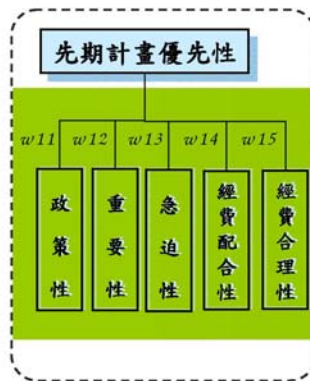 先期計畫優先性
w11 w12 w13 w14 w15
政策性
重要性
急迫性
經費配合性
經費合理性